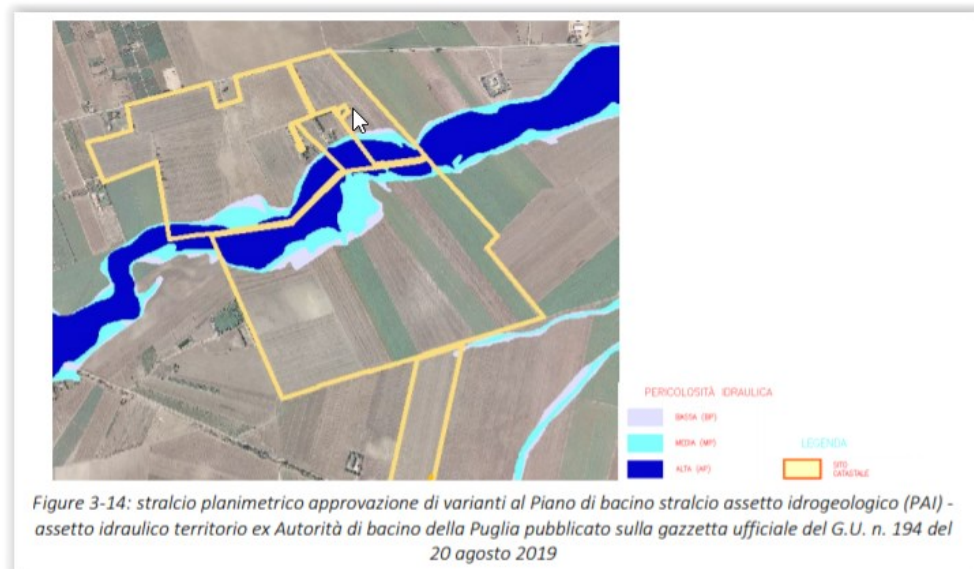 PERICOLOSITÀ IDRAULICA
BASSA (BP)
MEDIA (MP)
ALTA (AP)
LEGENDA
SITO
CATASTALE
Figure 3-14: stralcio planimetrico approvazione di varianti al Piano di bacino stralcio assetto idrogeologico (PAI) -
assetto idraulico territorio ex Autorità di bacino della Puglia pubblicato sulla gazzetta ufficiale del G.U. n. 194 del
20 agosto 2019